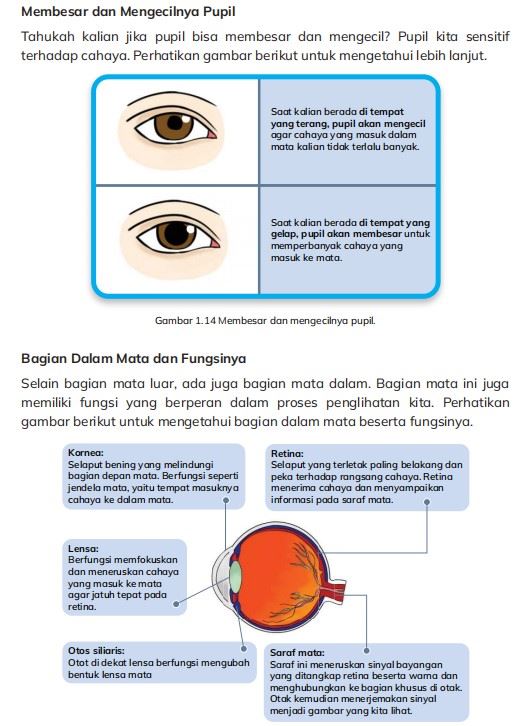 Membesar dan Mengecilnya Pupil
Tahukah kalian jika pupil bisa membesar dan mengecil? Pupil kita sensitif
terhadap cahaya. Perhatikan gambar berikut untuk mengetahui lebih lanjut.
Saat kalian berada di tempat
yang terang, pupil akan mengecil
agar cahaya yang masuk dalam
mata kalian tidak terlalu banyak.
Saat kalian berada di tempat yang
gelap, pupil akan membesar untuk
memperbanyak cahaya yang
masuk ke mata.
Gambar 1.14 Membesar dan mengecilnya pupil.
Bagian Dalam Mata dan Fungsinya
Selain bagian mata luar, ada juga bagian mata dalam. Bagian mata ini juga
memiliki fungsi yang berperan dalam proses penglihatan kita. Perhatikan
gambar berikut untuk mengetahui bagian dalam mata beserta fungsinya.
Kornea:
Selaput bening yang melindungi
bagian depan mata. Berfungsi seperti
jendela mata, yaitu tempat masuknya
cahaya ke dalam mata.
Retina:
Selaput yang terletak paling belakang dan
peka terhadap rangsang cahaya. Retina
menerima cahaya dan menyampaikan
informasi pada saraf mata.
Lensa:
Berfungsi memfokuskan
dan meneruskan cahaya
yang masuk ke mata
agar jatuh tepat pada
retina.
Otos siliaris:
Otot di dekat lensa berfungsi mengubah
bentuk lensa mata
Saraf mata:
Saraf ini meneruskan sinyal bayangan
yang ditangkap retina beserta warna dan
menghubungkan ke bagian khusus di otak.
Otak kemudian menerjemakan sinyal
menjadi gambar yang kita lihat.